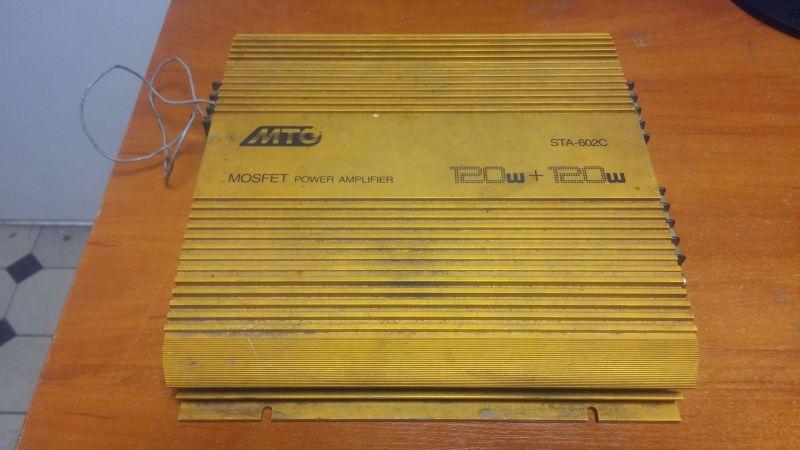 MTC
STA-602C
MOSFET POWER AMPLIFIER
120w + 120w